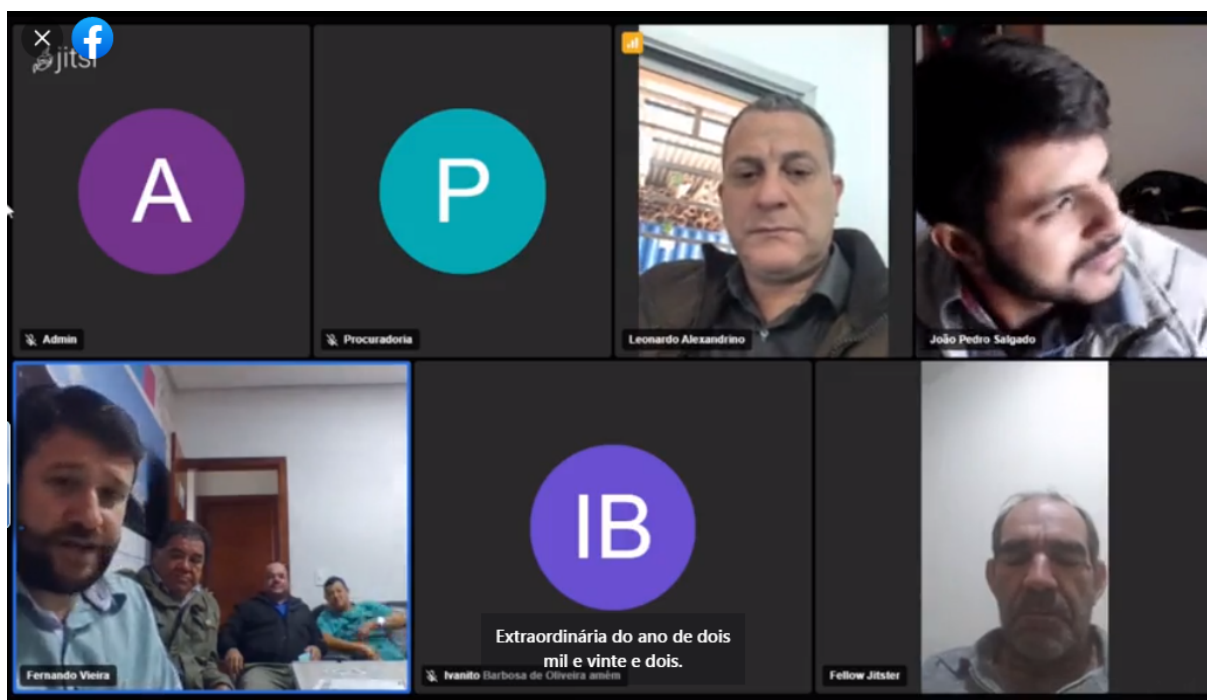 jitsi
A
P
Admin
Procuradoria
Leonardo Alexandrino
João Pedro Salgado
IB
Extraordinária do ano de dois
mil e vinte e dois.
Fernando Vieira
Ivanito Barbosa de Oliveira amém
Fellow Jitster